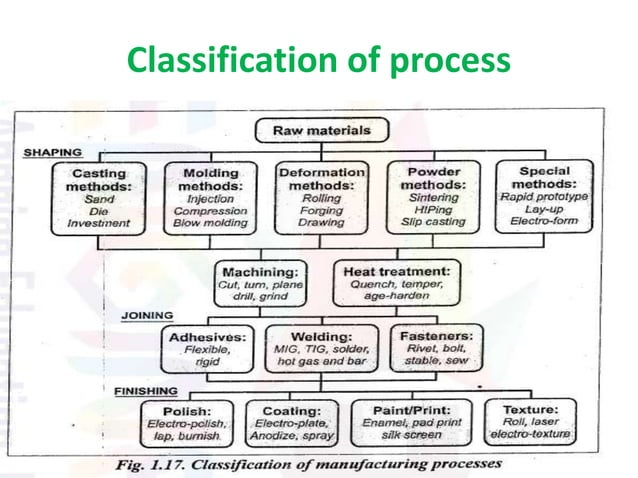 Classification of process
Raw materials
SHAPING
Casting
methods:
Sand
Die
Investment
Molding
methods:
Injection
Compression
Blow molding
Deformation
methods:
Rolling
Forging
Drawing
Powder
methods:
Sintering
HIPing
Slip casting
Special
methods:
Rapid prototype
Lay-up
Electro-form
Machining:
Cut, turn, plane
drill, grind
Heat treatment:
Quench, temper,
age-harden
JOINING
Adhesives:
Flexible,
rigid
Welding:
MIG, TIG, solder,
hot gas and bar
Fasteners:
Rivet, bolt,
stable, sew
FINISHING
Polish:
Electro-polish,
lap, burnish
Coating:
Electro-plate,
Anodize, spray
Paint/Print:
Enamel, pad print
silk screen
Texture:
Roll, laser
electro-texture
Fig. 1.17. Classification of manufacturing processes